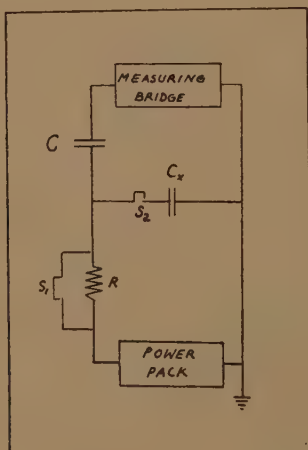 MEASURING
BRIDGE
C
Cx
S2
S1
R
POWER
PACK